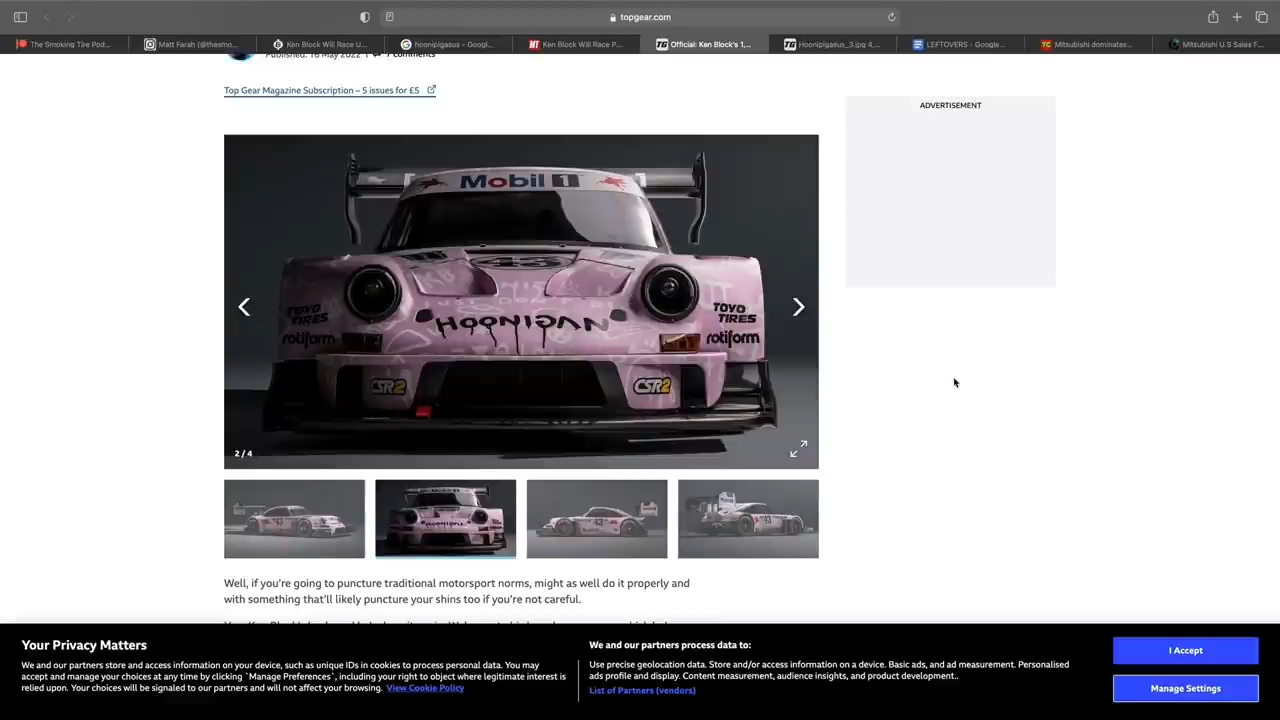 topgear.com
The Smoking Tire Pod...
Matt Farah (@thesmo...
Ken Block Will Race U...
hoonipigasus - Googl...
Ken Block Will Race P...
Official: Ken Block's 1,...
Hoonipigasus_3.jpg 4,...
LEFTOVERS - Google...
Mitsubishi dominates...
Mitsubishi U.S Sales F...
Published: 16 May 2022
7 Comments
Top Gear Magazine Subscription – 5 issues for £5
ADVERTISEMENT
Mobil 1
43
TOYO
TIRES
rotiform
HOONIGAN
TOYO
TIRES
rotiform
CSR2
CSR2
2 / 4
Well, if you're going to puncture traditional motorsport norms, might as well do it properly and
with something that'll likely puncture your shins too if you're not careful.
Your Privacy Matters
We and our partners store and access information on your device, such as unique IDs in cookies to process personal data. You may
accept and manage your choices at any time by clicking `Manage Preferences`, including your right to object where legitimate interest is
relied upon. Your choices will be signaled to our partners and will not affect your browsing. View Cookie Policy
We and our partners process data to:
Use precise geolocation data. Store and/or access information on a device. Basic ads, and ad measurement. Personalised
ads profile and display. Content measurement, audience insights, and product development..
List of Partners (vendors)
I Accept
Manage Settings